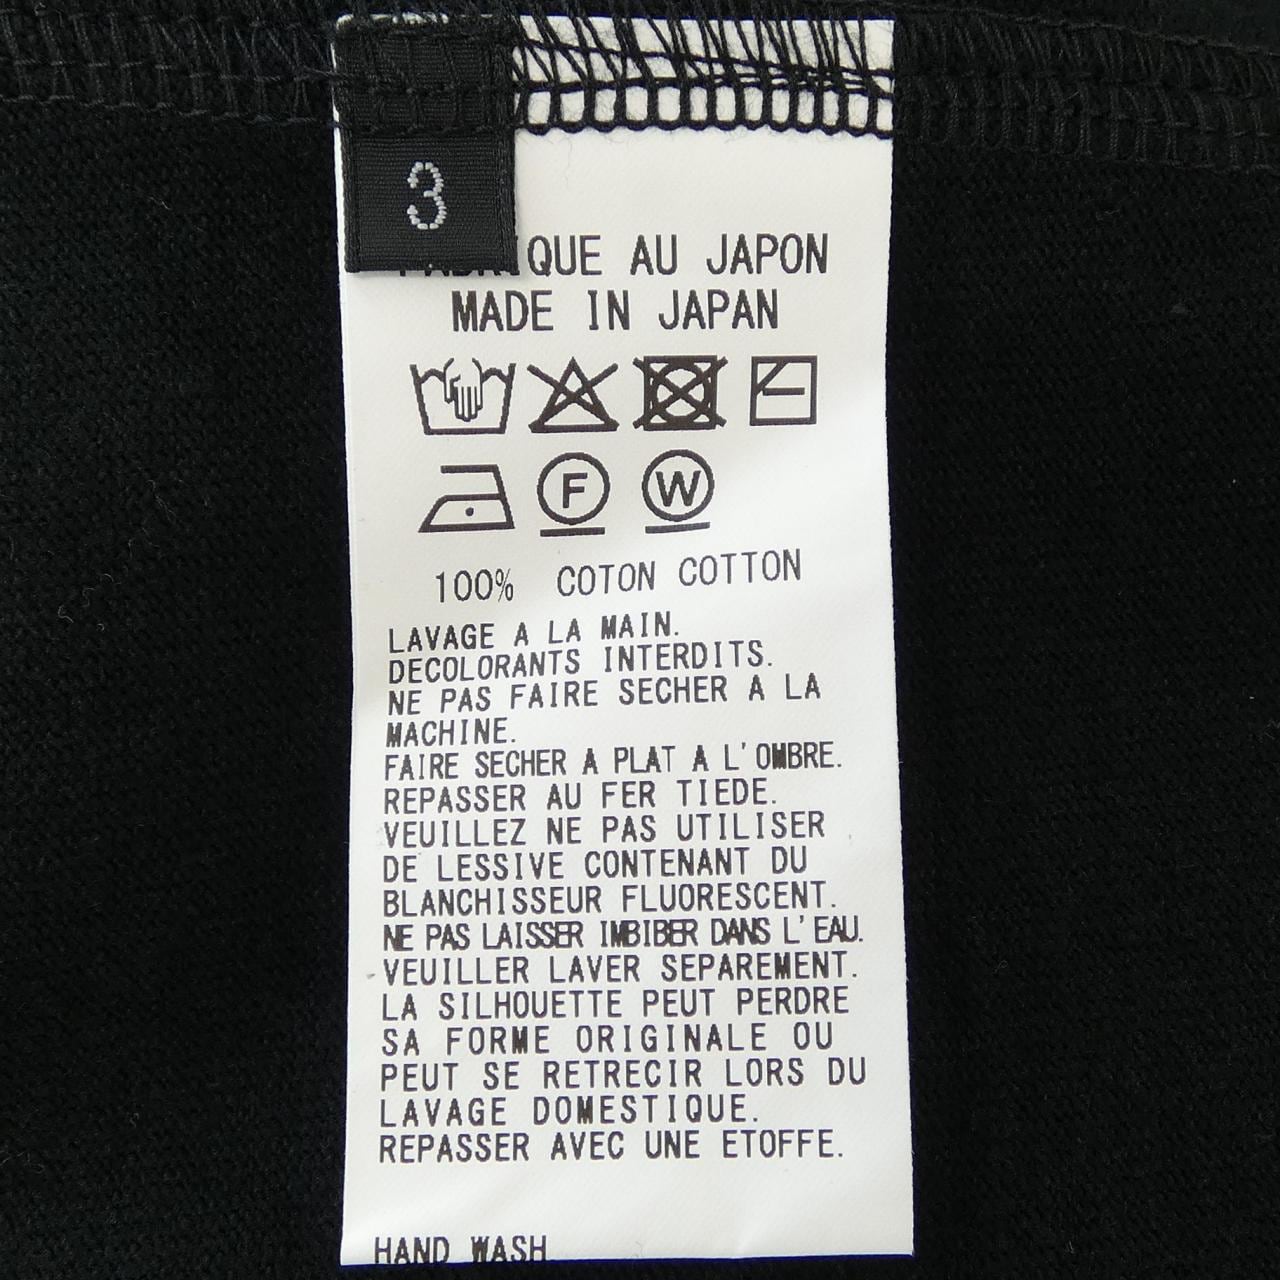 3
QUE AU JAPON
MADE IN JAPAN
F W
100% COTON COTTON
LAVAGE A LA MAIN.
DECOLORANTS INTERDITS.
NE PAS FAIRE SECHER A LA
MACHINE.
FAIRE SECHER A PLAT A L'OMBRE.
REPASSER AU FER TIEDE.
VEUILLEZ NE PAS UTILISER
DE LESSIVE CONTENANT DU
BLANCHISSEUR FLUORESCENT.
NE PAS LAISSER IMBIBER DANS L'EAU.
VEUILLER LAVER SEPAREMENT.
LA SILHOUETTE PEUT PERDRE
SA FORME ORIGINALE OU
PEUT SE RETRECIR LORS DU
LAVAGE DOMESTIQUE.
REPASSER AVEC UNE ETOFFE.
HAND WASH